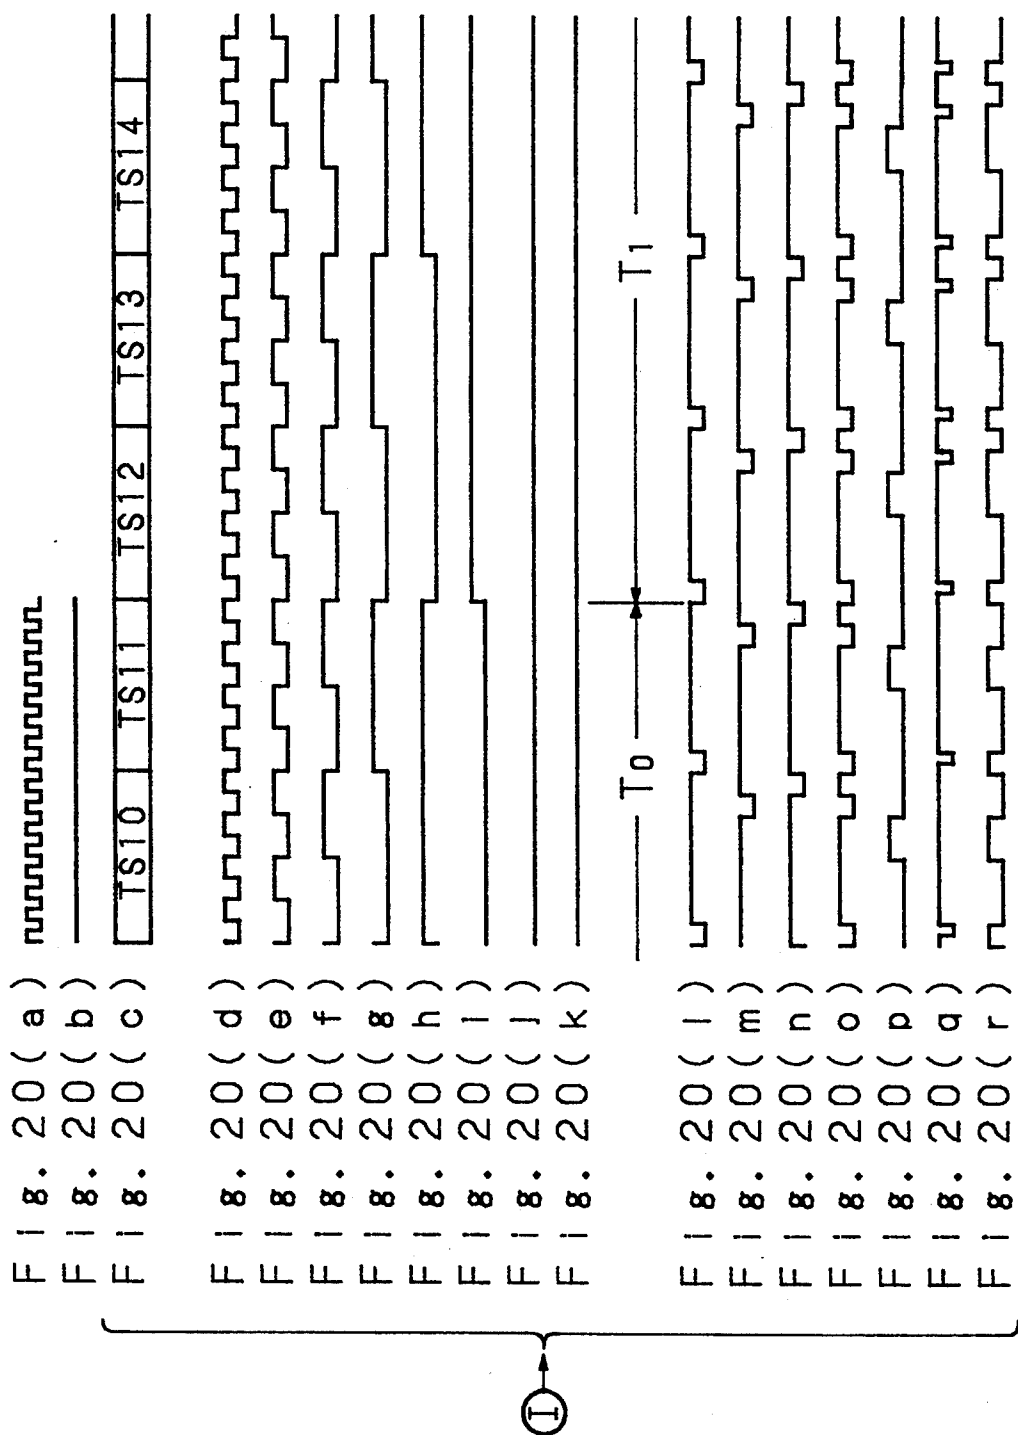 Fig. 20(a)
Fig. 20(b)
Fig. 20(c) TS10 TS11 TS12 TS13 TS14
Fig. 20(d)
Fig. 20(e)
Fig. 20(f)
Fig. 20(g)
Fig. 20(h)
Fig. 20(i)
Fig. 20(j)
Fig. 20(k)
T0 T1
Fig. 20(l)
Fig. 20(m)
Fig. 20(n)
Fig. 20(o)
Fig. 20(p)
Fig. 20(q)
Fig. 20(r)
I